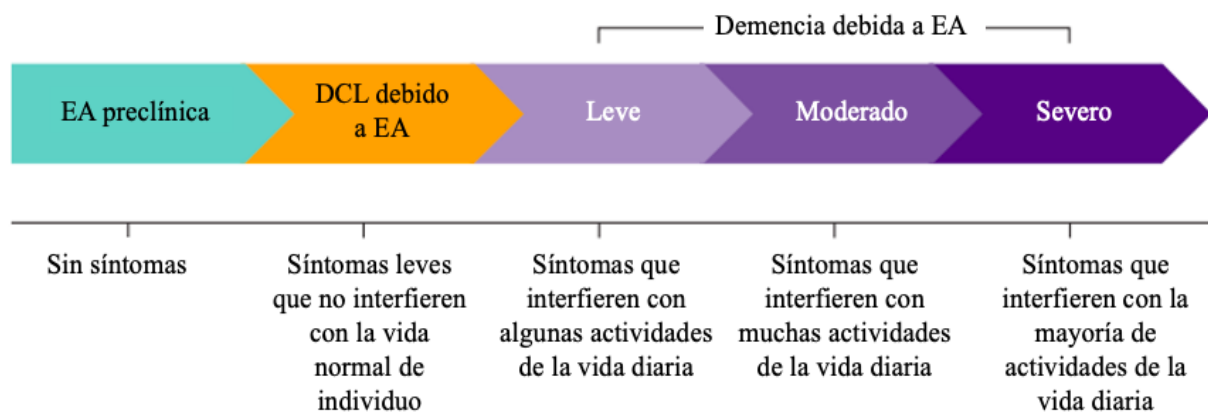 Demencia debida a EA
EA preclínica
DCL debido
a EA
Leve
Moderado
Severo
Sin síntomas
Síntomas leves
que no interfieren
con la vida
normal de
individuo
Síntomas que
interfieren con
algunas actividades
de la vida diaria
Síntomas que
interfieren con
muchas actividades
de la vida diaria
Síntomas que
interfieren con la
mayoría de
actividades de la
vida diaria